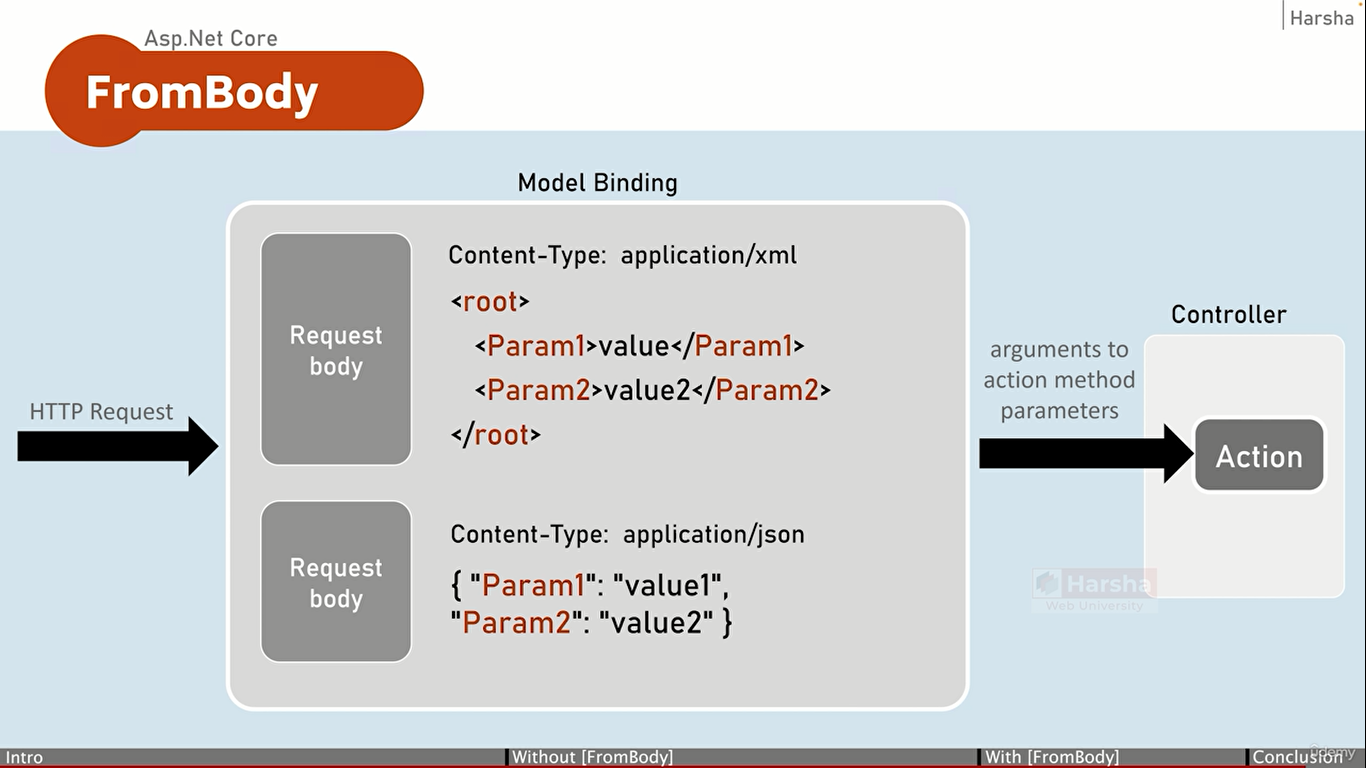 Harsha
Asp.Net Core
FromBody
Model Binding
Request
body
Content-Type: application/xml
<root>
<Param1>value</Param1>
<Param2>value2</Param2>
</root>
HTTP Request
Request
body
Content-Type: application/json
{ "Param1": "value1",
"Param2": "value2" }
arguments to
action method
parameters
Controller
Action
Harsha
Web University
Intro
Without [FromBody]
With [FromBody]
Conclusion
ûdemy